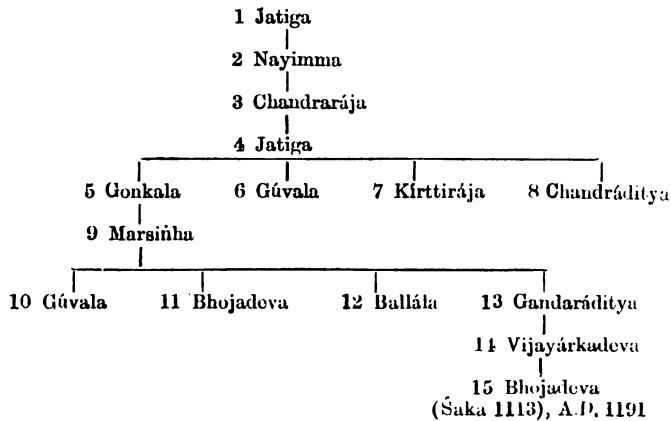 1 Jatiga
2 Nayimma
3 Chandrarája
4 Jatiga
5 Gonkala 6 Gúvala 7 Kírttirája 8 Chandráditya
9 Marsiṅha
10 Gúvala 11 Bhojadeva 12 Ballála 13 Gandaráditya
14 Vijayárkadeva
15 Bhojadeva
(Śaka 1113), A.D. 1191